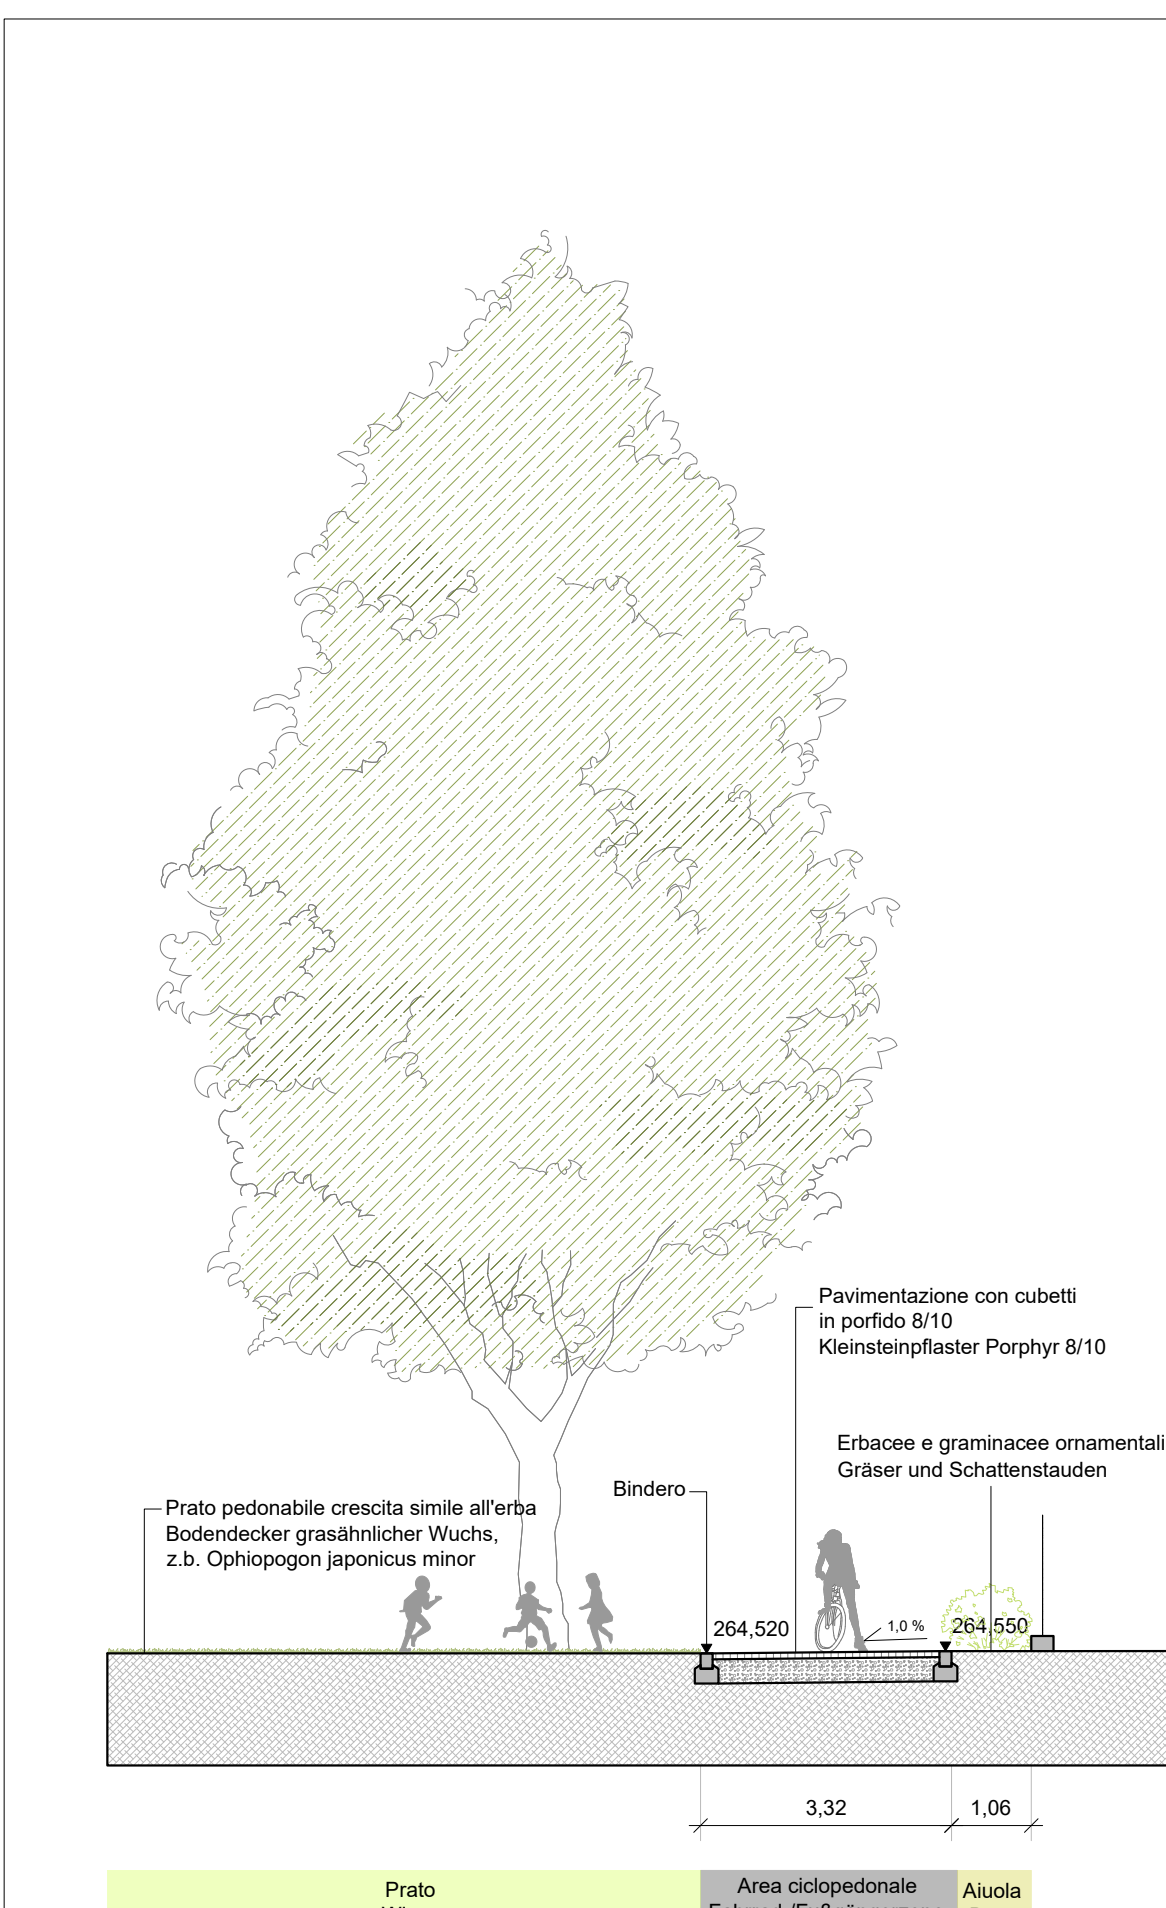 Pavimentazione con cubetti
in porfido 8/10
Kleinsteinpflaster Porphyr 8/10
Erbacee e graminacee ornamentali
Gräser und Schattenstauden
Bindero
Prato pedonabile crescita simile all'erba
Bodendecker grasähnlicher Wuchs,
z.b. Ophiopogon japonicus minor
264,520
1,0 %
264,550
3,32
1,06
Prato
Area ciclopedonale
Aiuola